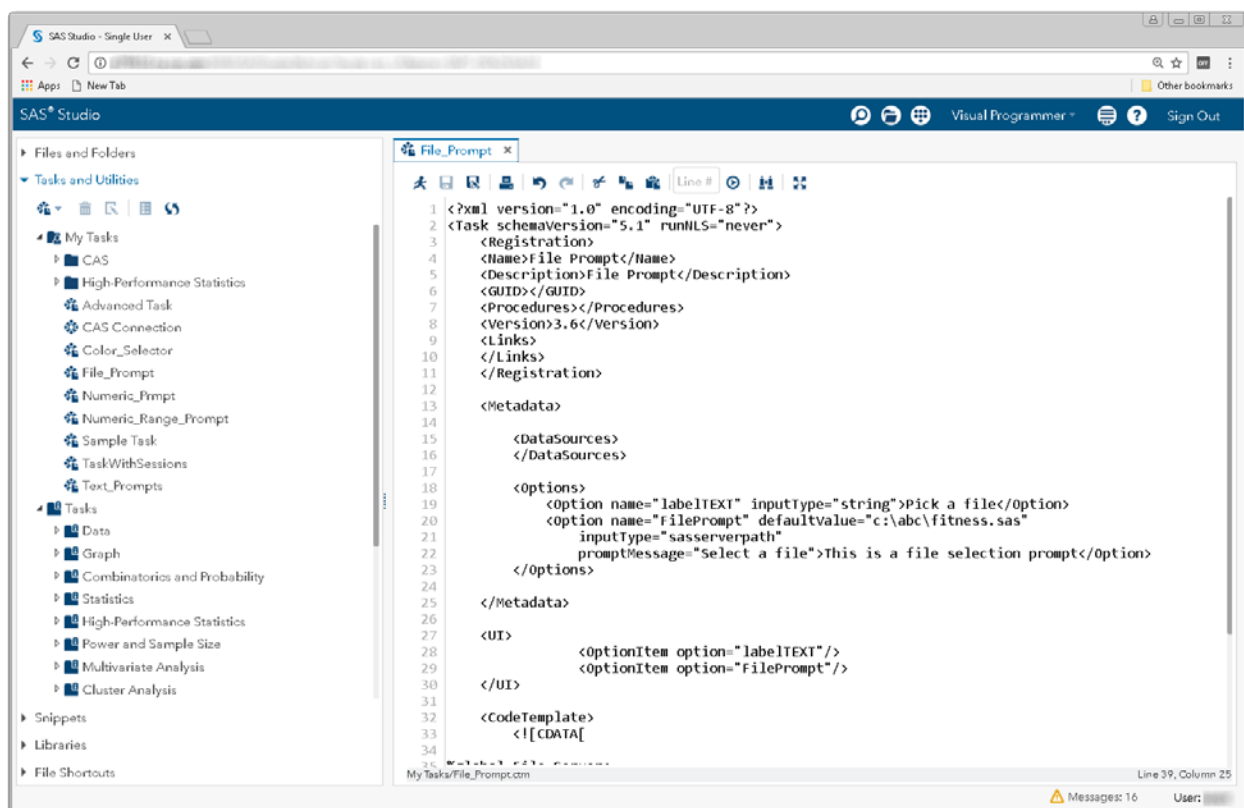 SAS Studio - Single User
Apps New Tab Other bookmarks
SAS® Studio Visual Programmer Sign Out
Files and Folders
Tasks and Utilities
My Tasks
CAS
High-Performance Statistics
Advanced Task
CAS Connection
Color_Selector
File_Prompt
Numeric_Prmpt
Numeric_Range_Prompt
Sample Task
TaskWithSessions
Text_Prompts
Tasks
Data
Graph
Combinatorics and Probability
Statistics
High-Performance Statistics
Power and Sample Size
Multivariate Analysis
Cluster Analysis
Snippets
Libraries
File Shortcuts
File_Prompt
Line #
1 <?xml version="1.0" encoding="UTF-8"?>
2 <Task schemaVersion="5.1" runNLS="never">
3 <Registration>
4 <Name>File Prompt</Name>
5 <Description>File Prompt</Description>
6 <GUID></GUID>
7 <Procedures></Procedures>
8 <Version>3.6</Version>
9 <Links>
10 </Links>
11 </Registration>
12
13 <Metadata>
14
15 <DataSources>
16 </DataSources>
17
18 <Options>
19 <Option name="labelTEXT" inputType="string">Pick a file</Option>
20 <Option name="FilePrompt" defaultValue="c:\abc\fitness.sas"
21 inputType="sasserverpath"
22 promptMessage="Select a file">This is a file selection prompt</Option>
23 </Options>
24
25 </Metadata>
26
27 <UI>
28 <OptionItem option="labelTEXT"/>
29 <OptionItem option="FilePrompt"/>
30 </UI>
31
32 <CodeTemplate>
33 <![CDATA[
34
35
My Tasks/File_Prompt.ctm Line 39, Column 25
Messages: 16 User: